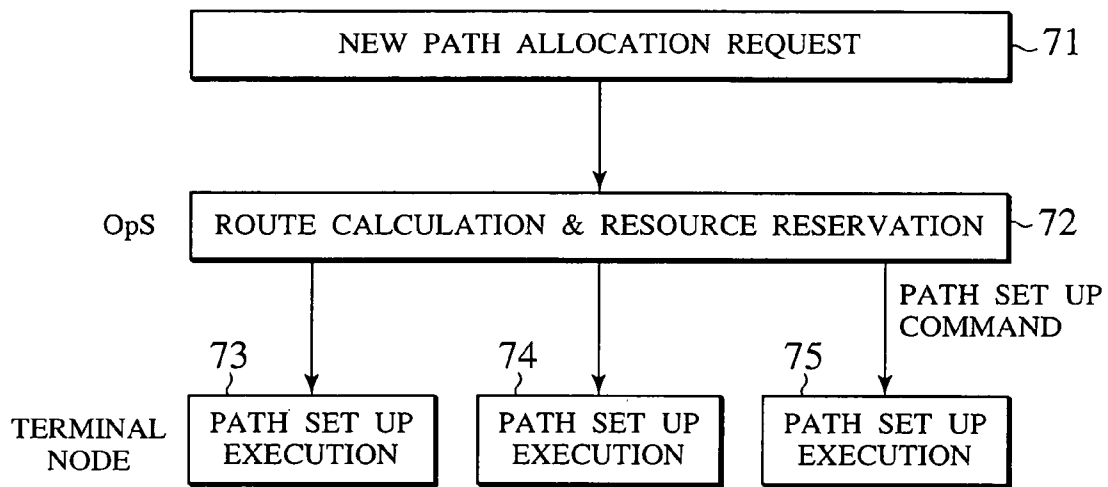 NEW PATH ALLOCATION REQUEST
71
OpS
ROUTE CALCULATION & RESOURCE RESERVATION
72
PATH SET UP
COMMAND
73
74
75
TERMINAL
NODE
PATH SET UP
EXECUTION
PATH SET UP
EXECUTION
PATH SET UP
EXECUTION